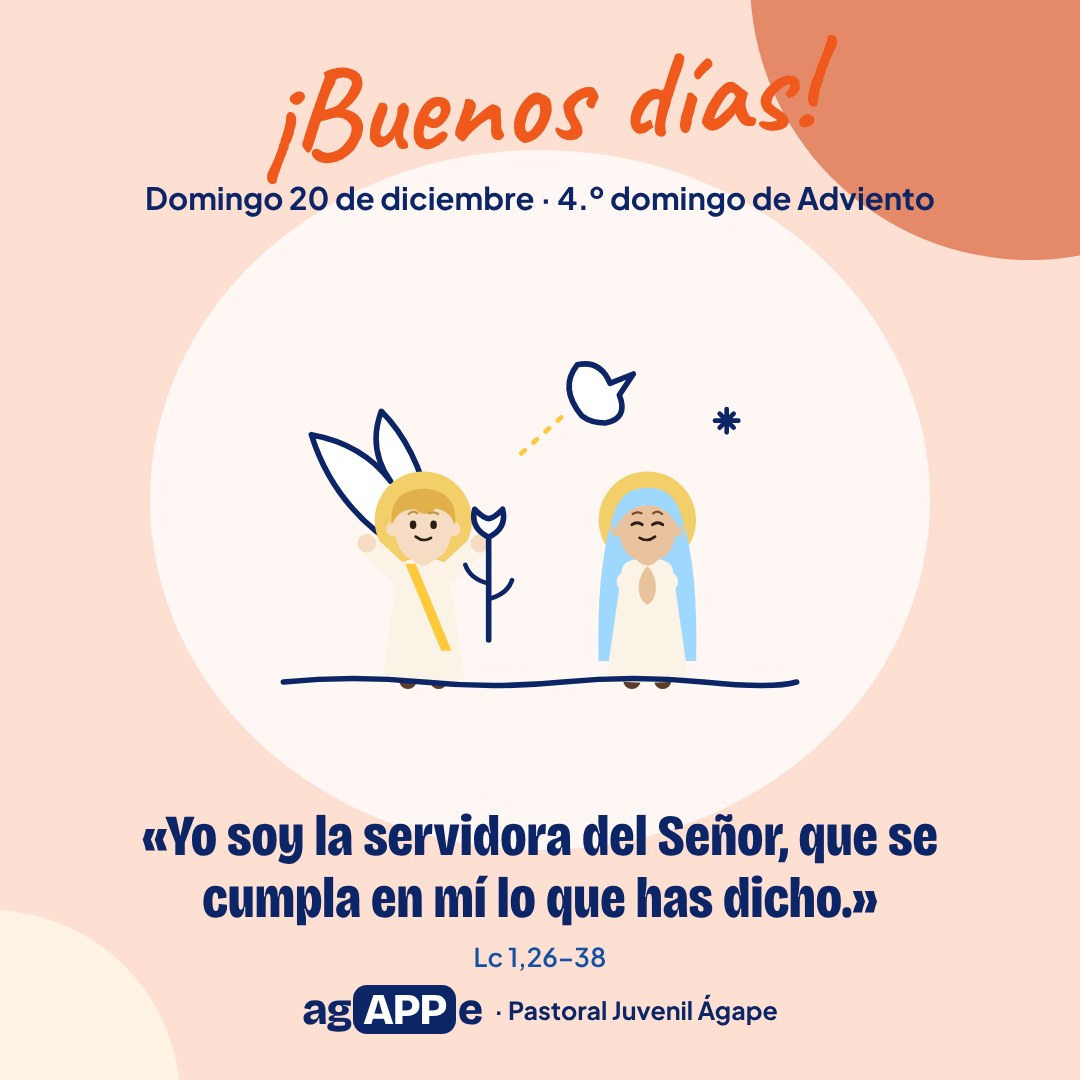 ¡Buenos días!
Domingo 20 de diciembre · 4.º domingo de Adviento
«Yo soy la servidora del Señor, que se
cumpla en mí lo que has dicho.»
Lc 1,26–38
agAPPe · Pastoral Juvenil Ágape